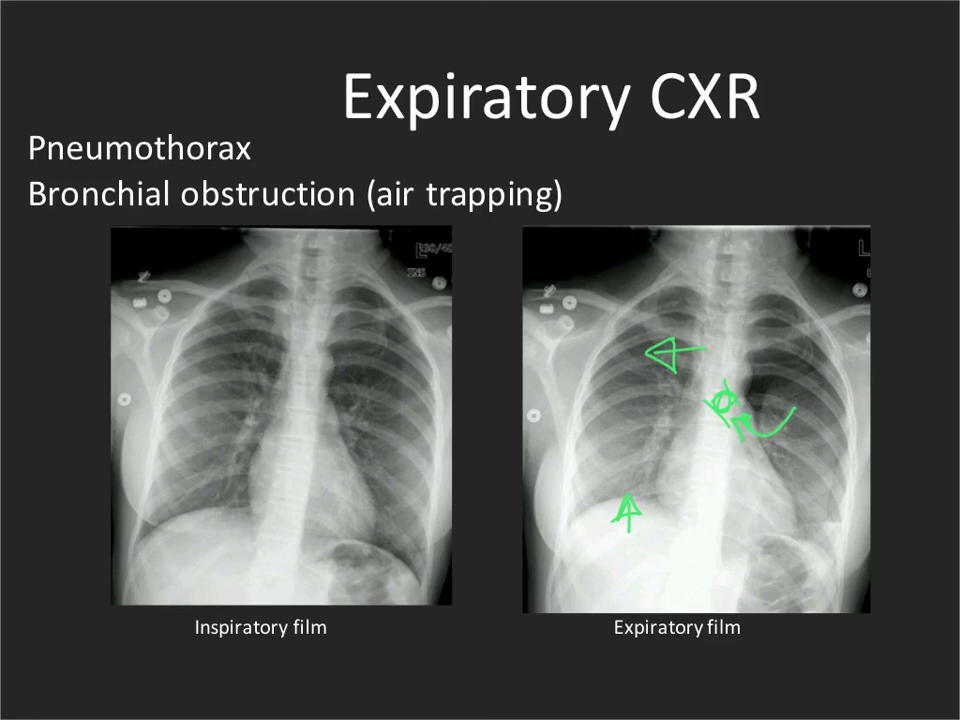 Expiratory CXR
Pneumothorax
Bronchial obstruction (air trapping)
L
L
Inspiratory film
Expiratory film